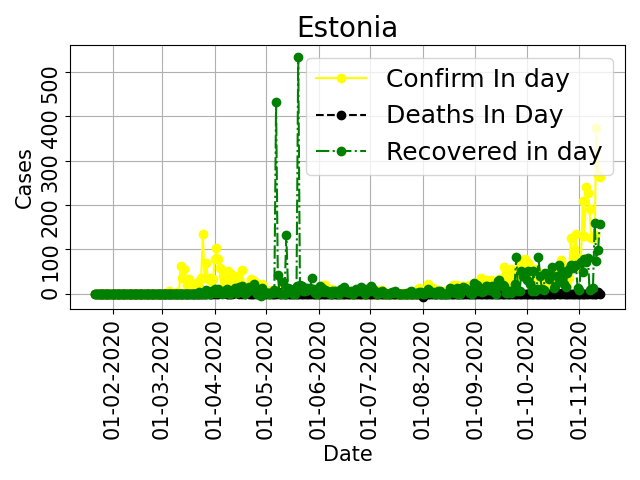 Estonia
Confirm In day
Deaths In Day
Recovered in day
Cases
500
400
300
200
100
0
01-02-2020
01-03-2020
01-04-2020
01-05-2020
01-06-2020
01-07-2020
01-08-2020
01-09-2020
01-10-2020
01-11-2020
Date